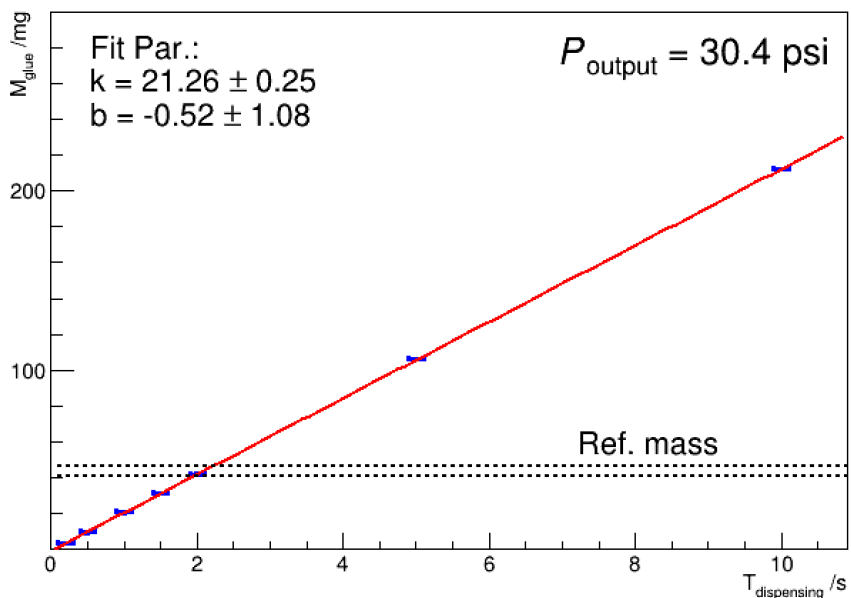 M_glue /mg
Fit Par.:
k = 21.26 ± 0.25
b = -0.52 ± 1.08
P_output = 30.4 psi
200
100
Ref. mass
0
2
4
6
8
10
T_dispensing /s